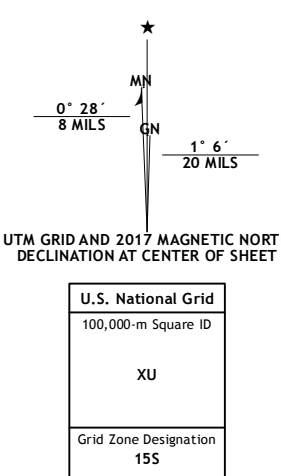 ★
MN
0° 28´
8 MILS
GN
1° 6´
20 MILS
UTM GRID AND 2017 MAGNETIC NORT
DECLINATION AT CENTER OF SHEET
U.S. National Grid
100,000-m Square ID
XU
Grid Zone Designation
15S